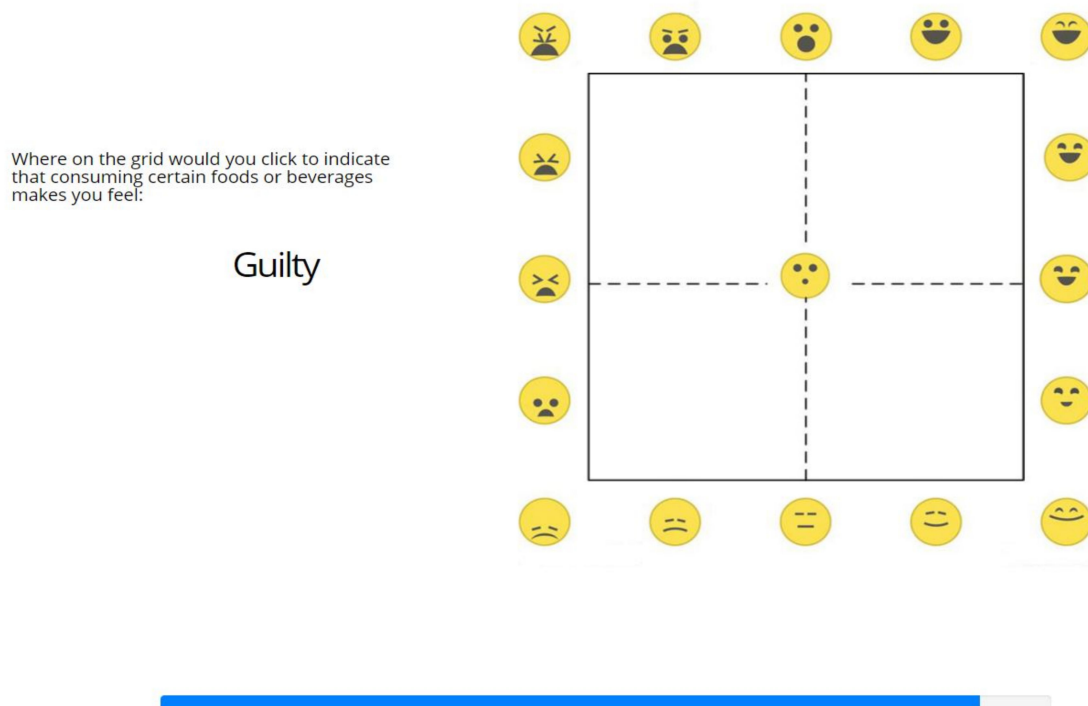 Where on the grid would you click to indicate
that consuming certain foods or beverages
makes you feel:
Guilty